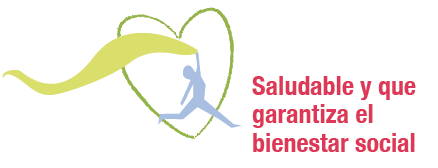 Saludable y que
garantiza el
bienestar social